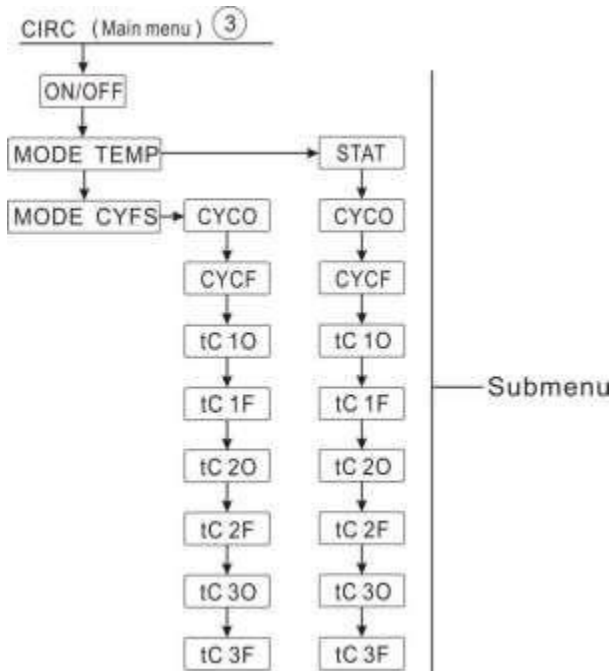 CIRC (Main menu) 3
ON/OFF
MODE TEMP STAT
MODE CYFS CYCO CYCO
CYCF CYCF
tC 1O tC 1O
tC 1F tC 1F
Submenu
tC 2O tC 2O
tC 2F tC 2F
tC 3O tC 3O
tC 3F tC 3F